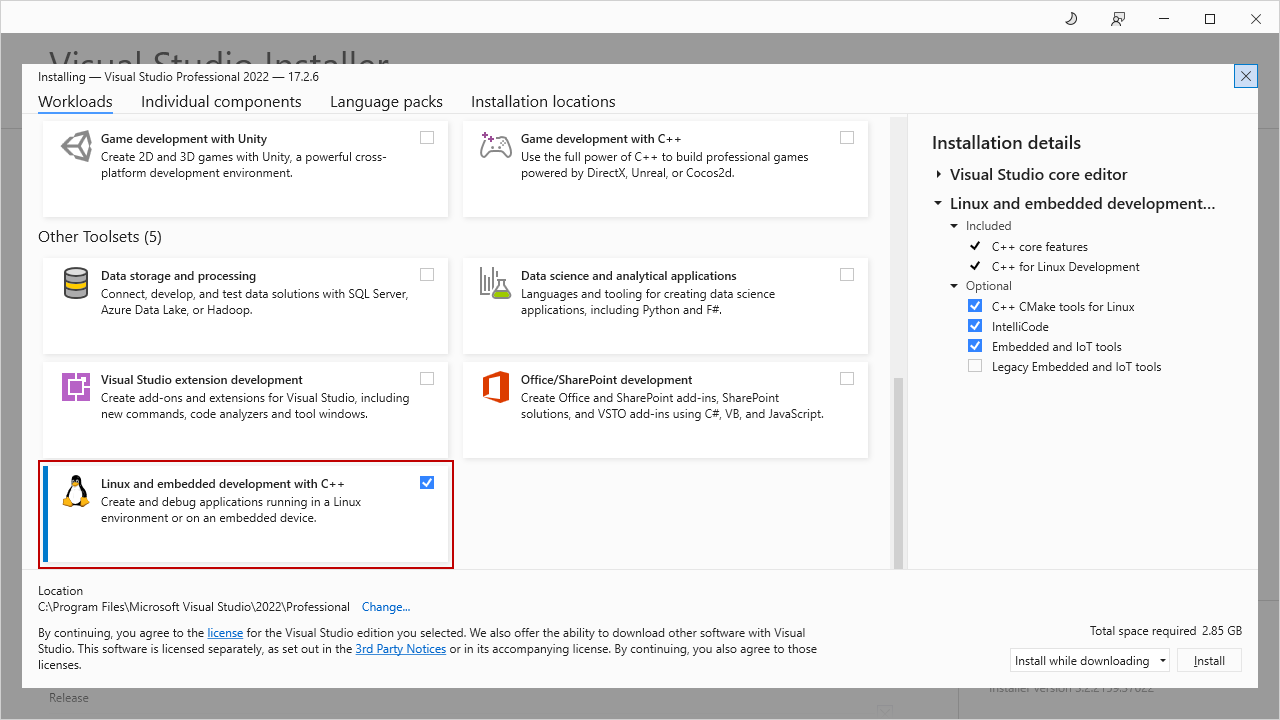 Visual Studio Installer
Installing — Visual Studio Professional 2022 — 17.2.6
Workloads
Individual components
Language packs
Installation locations
Game development with Unity
Create 2D and 3D games with Unity, a powerful cross-
platform development environment.
Game development with C++
Use the full power of C++ to build professional games
powered by DirectX, Unreal, or Cocos2d.
Other Toolsets (5)
Data storage and processing
Connect, develop, and test data solutions with SQL Server,
Azure Data Lake, or Hadoop.
Data science and analytical applications
Languages and tooling for creating data science
applications, including Python and F#.
Visual Studio extension development
Create add-ons and extensions for Visual Studio, including
new commands, code analyzers and tool windows.
Office/SharePoint development
Create Office and SharePoint add-ins, SharePoint
solutions, and VSTO add-ins using C#, VB, and JavaScript.
Linux and embedded development with C++
Create and debug applications running in a Linux
environment or on an embedded device.
Installation details
Visual Studio core editor
Linux and embedded development...
Included
C++ core features
C++ for Linux Development
Optional
C++ CMake tools for Linux
IntelliCode
Embedded and IoT tools
Legacy Embedded and IoT tools
Location
C:\Program Files\Microsoft Visual Studio\2022\Professional Change...
By continuing, you agree to the license for the Visual Studio edition you selected. We also offer the ability to download other software with Visual
Studio. This software is licensed separately, as set out in the 3rd Party Notices or in its accompanying license. By continuing, you also agree to those
licenses.
Total space required 2.85 GB
Install while downloading
Install
Release
Installer version